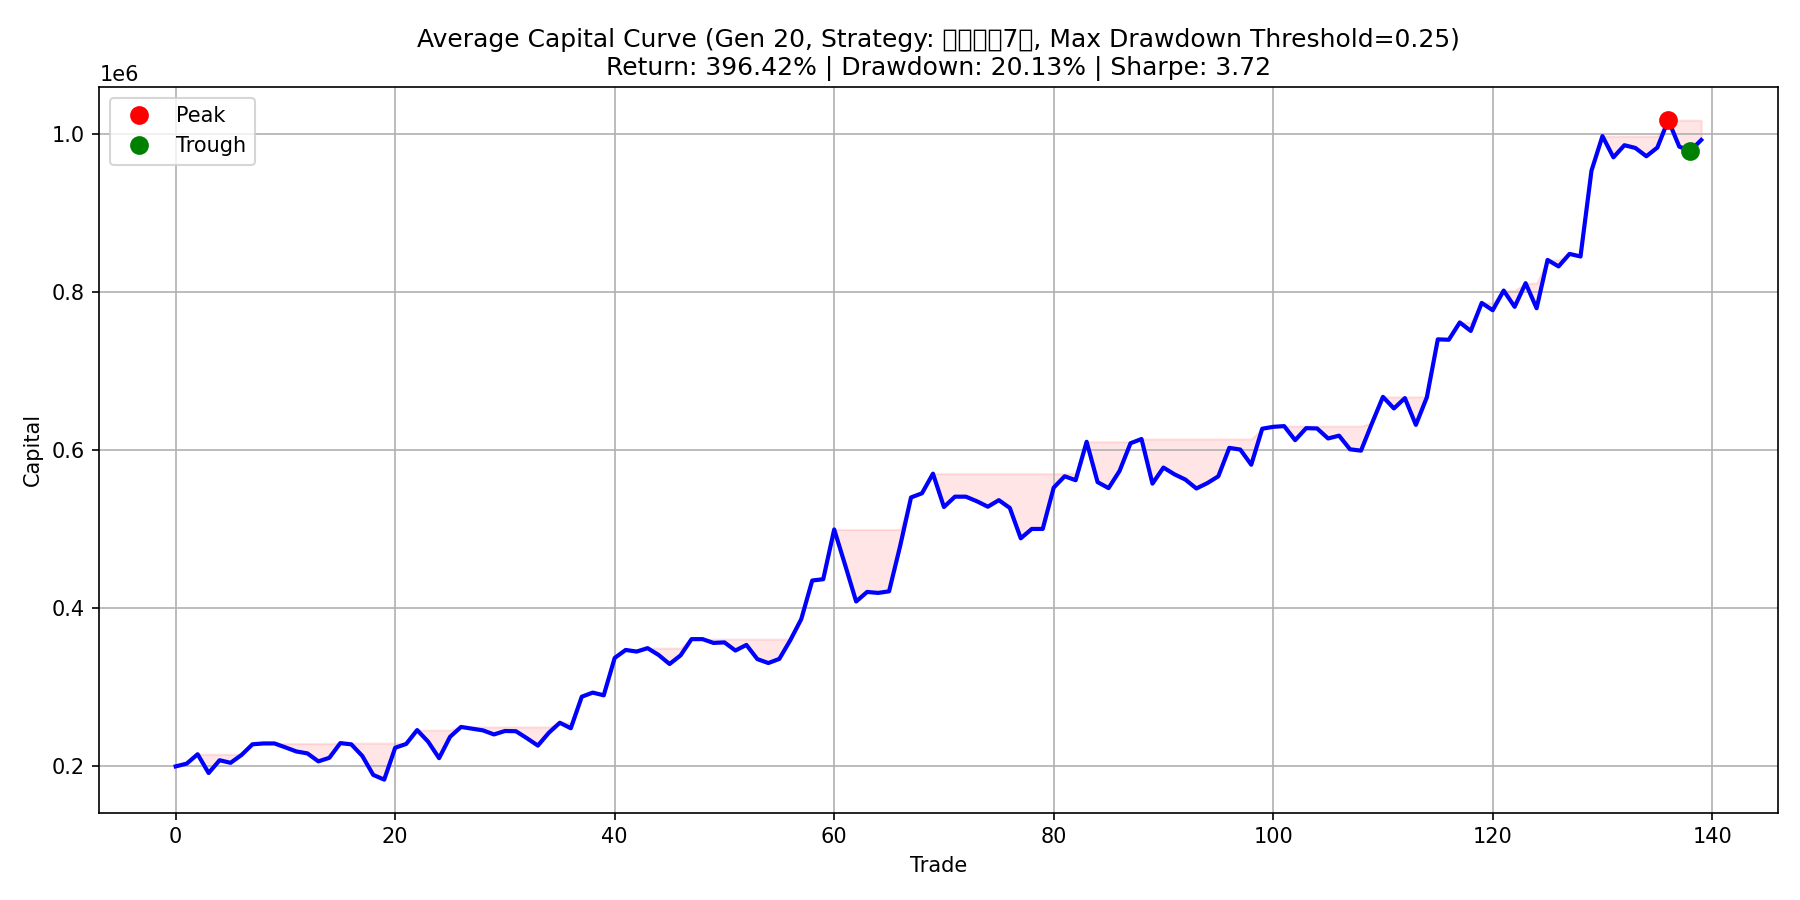 Average Capital Curve (Gen 20, Strategy: 7, Max Drawdown Threshold=0.25)
Return: 396.42% | Drawdown: 20.13% | Sharpe: 3.72
1e6
Peak
Trough
1.0
0.8
0.6
0.4
0.2
Capital
0
20
40
60
80
100
120
140
Trade